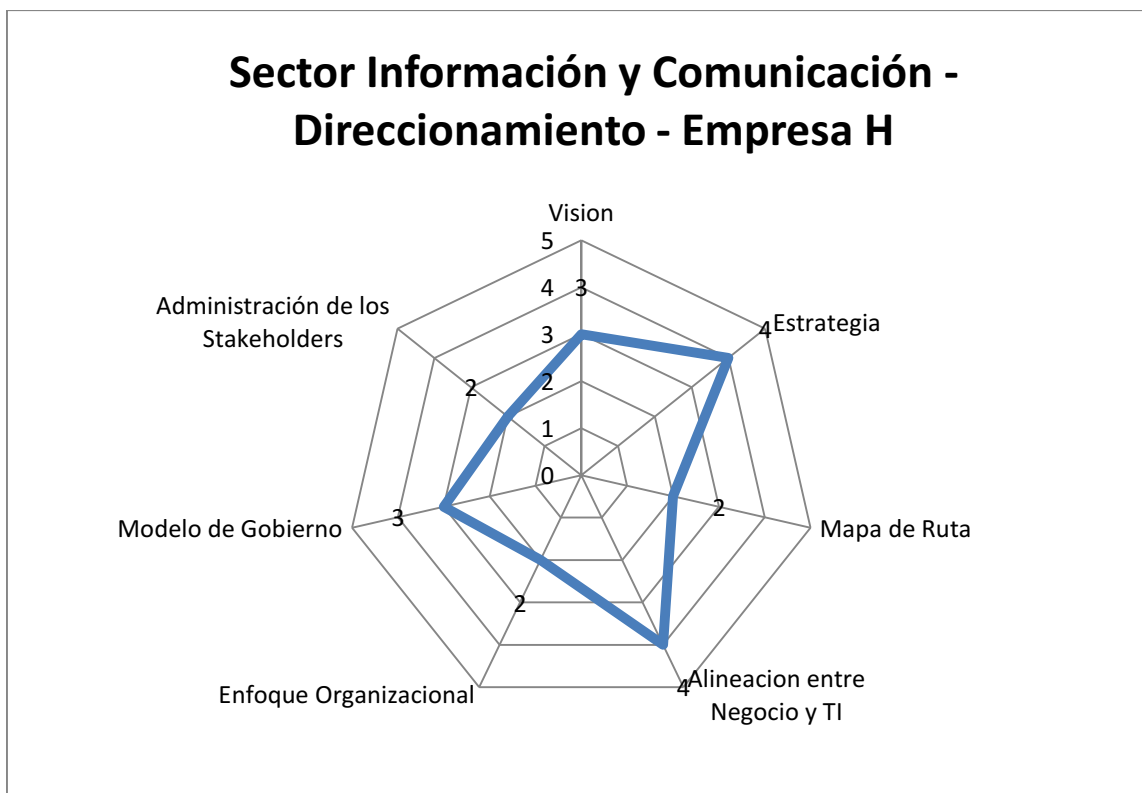 Sector Información y Comunicación -
Direccionamiento - Empresa H
Vision
5
4
3
3
2
1
0
4
Estrategia
2
Mapa de Ruta
4
Alineacion entre
Negocio y TI
2
Enfoque Organizacional
3
Modelo de Gobierno
2
Administración de los
Stakeholders